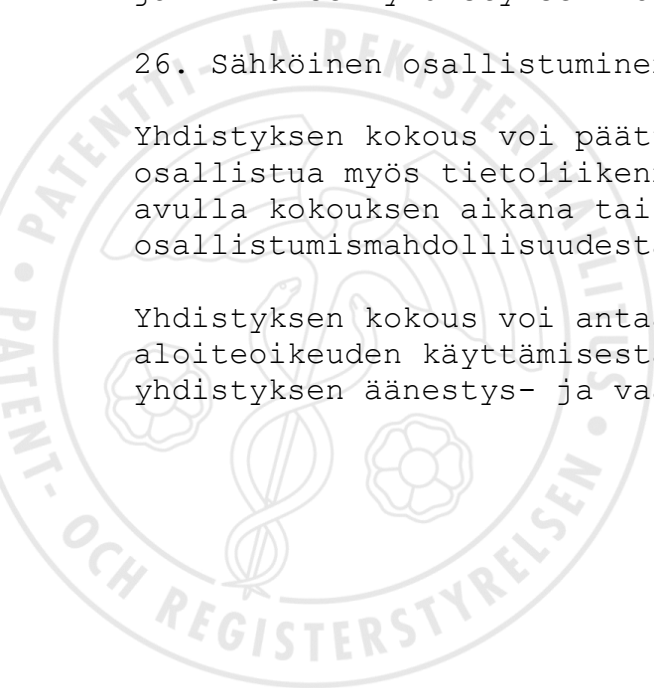 26. Sähköinen osallistumine
Yhdistyksen kokous voi päät
osallistua myös tietoliiken
avulla kokouksen aikana tai
osallistumismahdollisuudest
Yhdistyksen kokous voi anta
aloiteoikeuden käyttämisest
yhdistyksen äänestys- ja va
PATENTTI- JA REKISTERIHALLITUS • PATENT- OCH REGISTERSTYRELSEN •